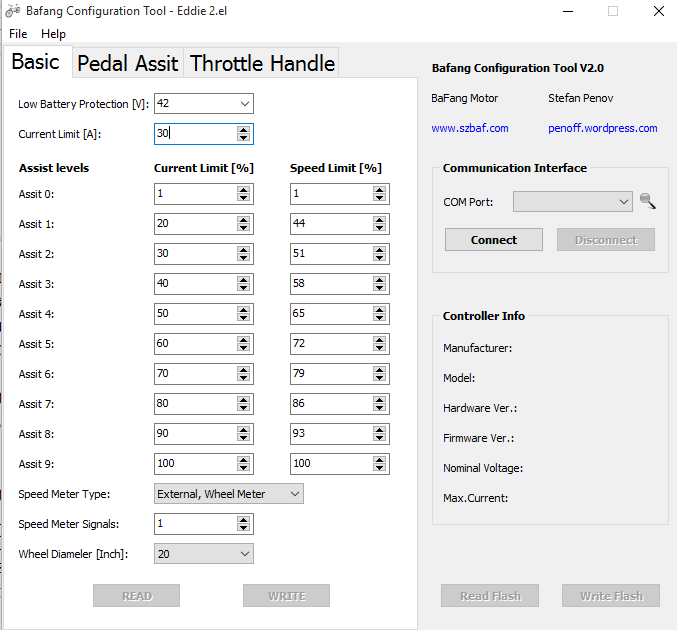 Bafang Configuration Tool - Eddie 2.el
File Help
Basic Pedal Assit Throttle Handle
Low Battery Protection [V]: 42
Current Limit [A]: 30
Assist levels Current Limit [%] Speed Limit [%]
Assit 0: 1 1
Assit 1: 20 44
Assit 2: 30 51
Assit 3: 40 58
Assit 4: 50 65
Assit 5: 60 72
Assit 6: 70 79
Assit 7: 80 86
Assit 8: 90 93
Assit 9: 100 100
Speed Meter Type: External, Wheel Meter
Speed Meter Signals: 1
Wheel Diameler [Inch]: 20
READ WRITE
Bafang Configuration Tool V2.0
BaFang Motor Stefan Penov
www.szbaf.com penoff.wordpress.com
Communication Interface
COM Port:
Connect Disconnect
Controller Info
Manufacturer:
Model:
Hardware Ver.:
Firmware Ver.:
Nominal Voltage:
Max.Current:
Read Flash Write Flash